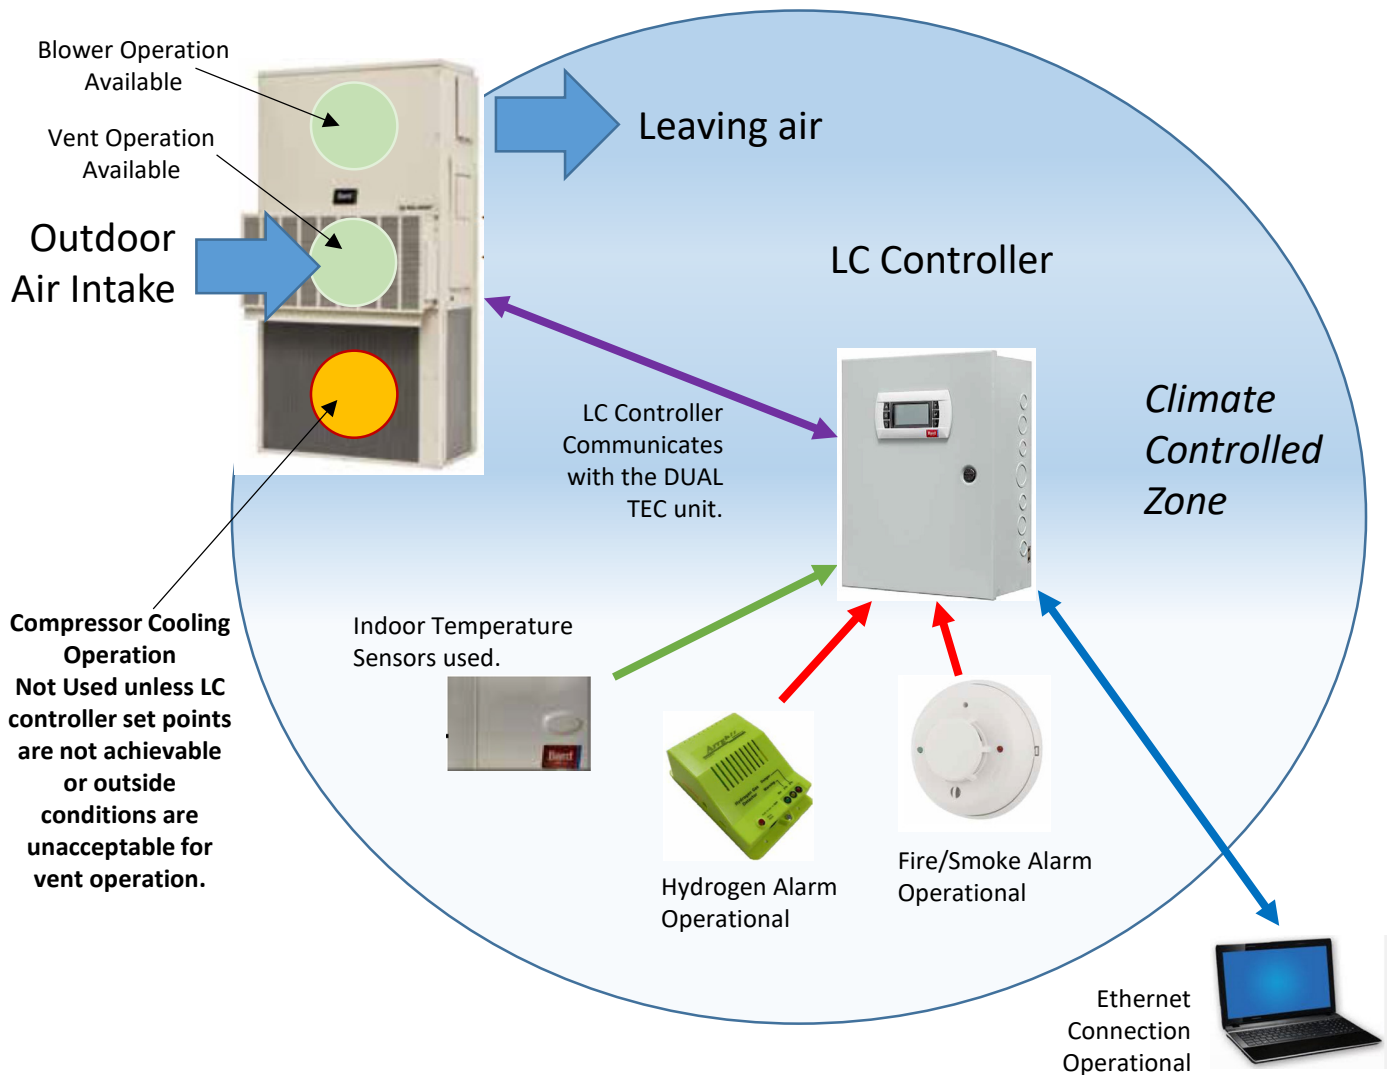 Blower Operation
Available
Vent Operation
Available
Outdoor
Air Intake
Leaving air
LC Controller
LC Controller
Communicates
with the DUAL
TEC unit.
Climate
Controlled
Zone
Compressor Cooling
Operation
Not Used unless LC
controller set points
are not achievable
or outside
conditions are
unacceptable for
vent operation.
Indoor Temperature
Sensors used.
Bard
Hydrogen Alarm
Operational
Fire/Smoke Alarm
Operational
Ethernet
Connection
Operational